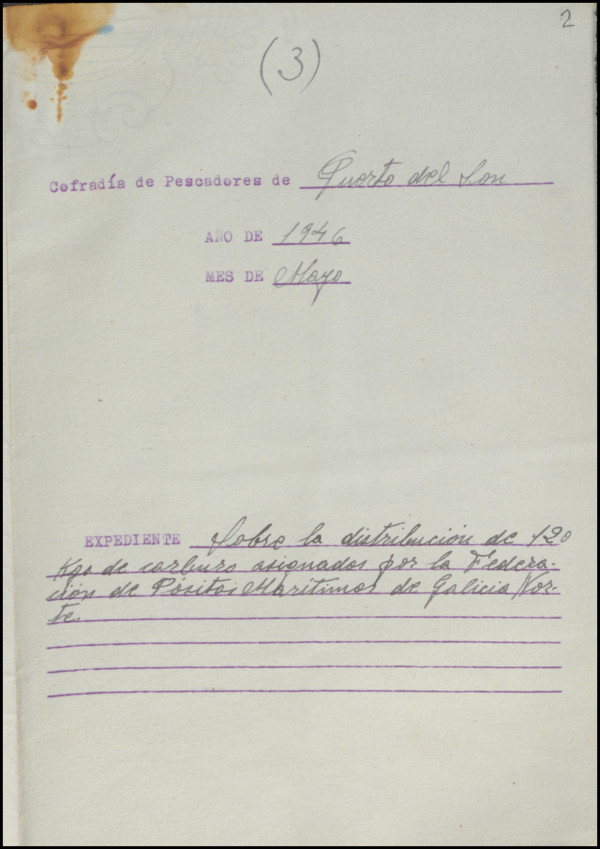 2
(3)
Cofradía de Pescadores de Puerto del Son
AÑO DE 1946
MES DE Mayo
EXPEDIENTE Sobre la distribución de 120
Kgs de carburo asignados por la Federa-
ción de Pósitos Marítimos de Galicia Nor-
te.